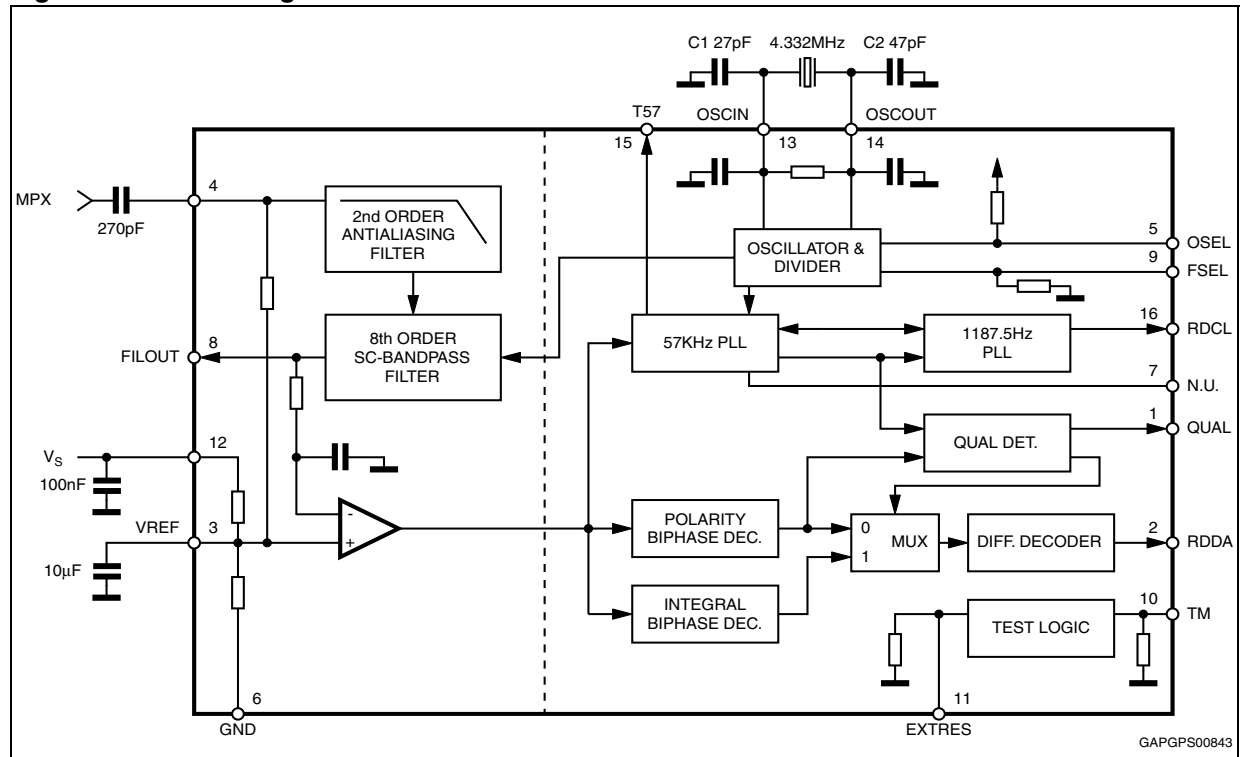 C1 27pF 4.332MHz C2 47pF
T57 OSCIN OSCOUT
15 13 14
MPX
270pF
4
2nd ORDER
ANTIALIASING
FILTER
OSCILLATOR &
DIVIDER
5 OSEL
9 FSEL
FILOUT 8
8th ORDER
SC-BANDPASS
FILTER
57KHz PLL
1187.5Hz
PLL
16 RDCL
7 N.U.
1 QUAL
QUAL DET.
VS 12
100nF
VREF 3
10µF
-
+
POLARITY
BIPHASE DEC.
0
1
MUX
DIFF. DECODER
2 RDDA
INTEGRAL
BIPHASE DEC.
TEST LOGIC
10 TM
6
GND
11
EXTRES
GAPGPS00843